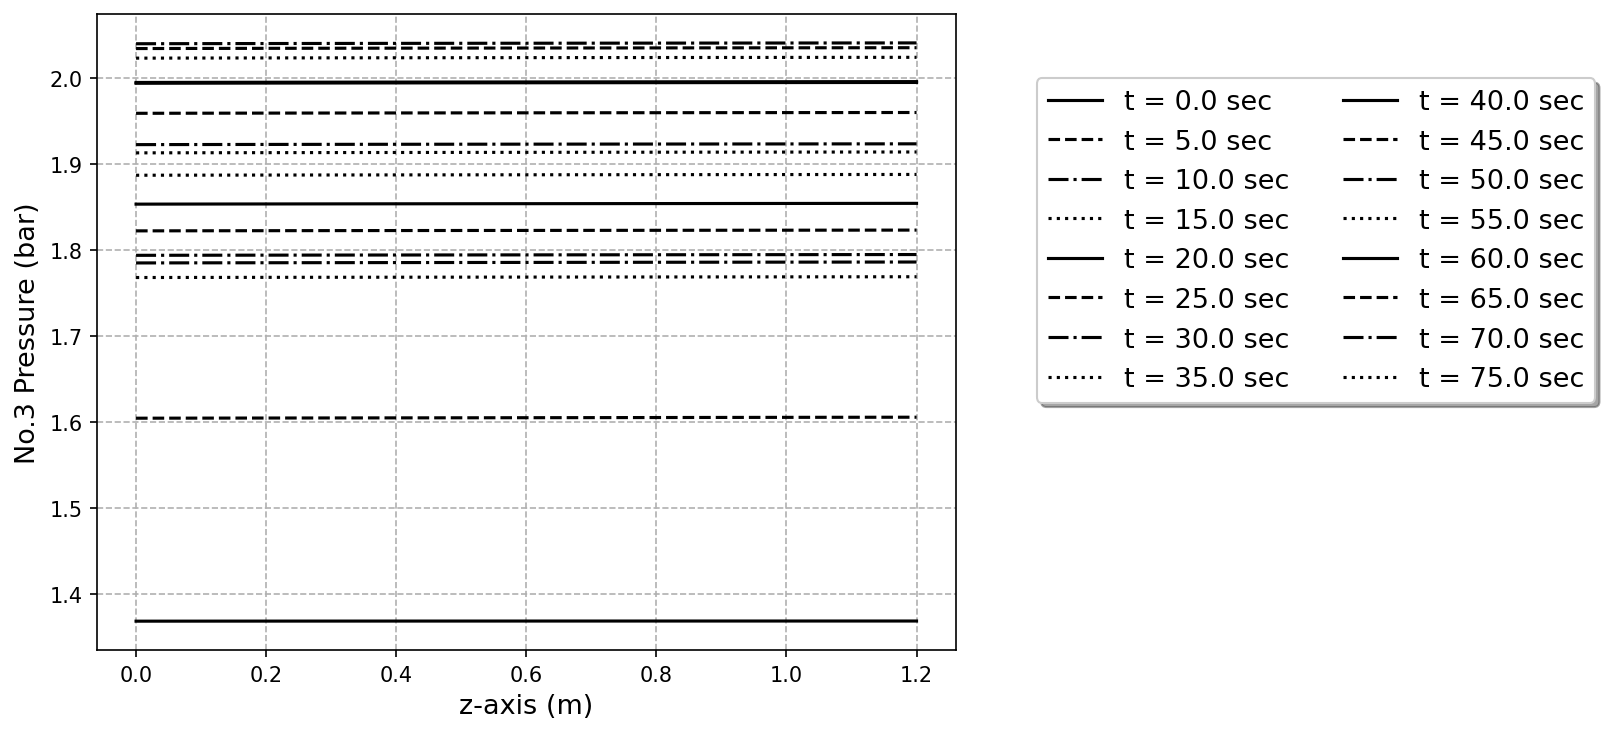 2.0
1.9
1.8
1.7
1.6
1.5
1.4
No.3 Pressure (bar)
0.0 0.2 0.4 0.6 0.8 1.0 1.2
z-axis (m)
t = 0.0 sec
t = 5.0 sec
t = 10.0 sec
t = 15.0 sec
t = 20.0 sec
t = 25.0 sec
t = 30.0 sec
t = 35.0 sec
t = 40.0 sec
t = 45.0 sec
t = 50.0 sec
t = 55.0 sec
t = 60.0 sec
t = 65.0 sec
t = 70.0 sec
t = 75.0 sec